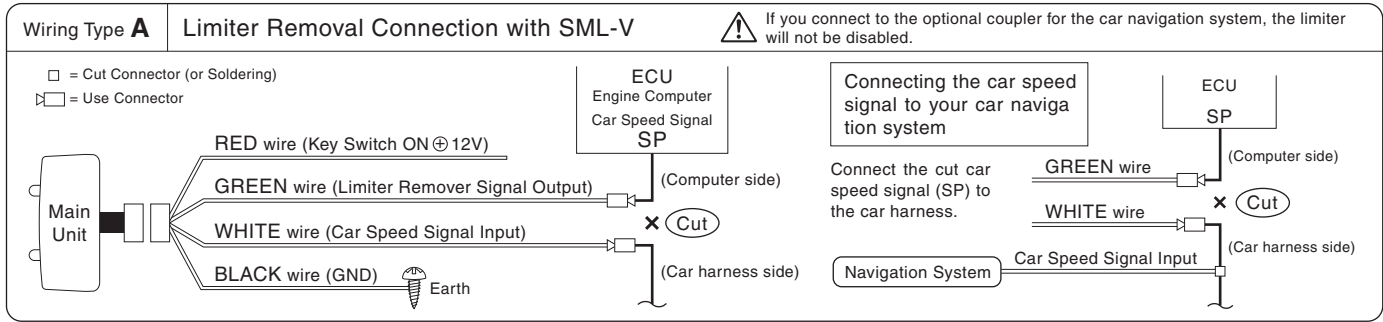 Wiring Type A
Limiter Removal Connection with SML-V
If you connect to the optional coupler for the car navigation system, the limiter
will not be disabled.
= Cut Connector (or Soldering)
= Use Connector
Main
Unit
RED wire (Key Switch ON ⊕ 12V)
GREEN wire (Limiter Remover Signal Output)
WHITE wire (Car Speed Signal Input)
BLACK wire (GND)
Earth
ECU
Engine Computer
Car Speed Signal
SP
(Computer side)
× Cut
(Car harness side)
Connecting the car speed
signal to your car naviga
tion system
Connect the cut car
speed signal (SP) to
the car harness.
ECU
SP
(Computer side)
GREEN wire
× Cut
WHITE wire
(Car harness side)
Navigation System
Car Speed Signal Input